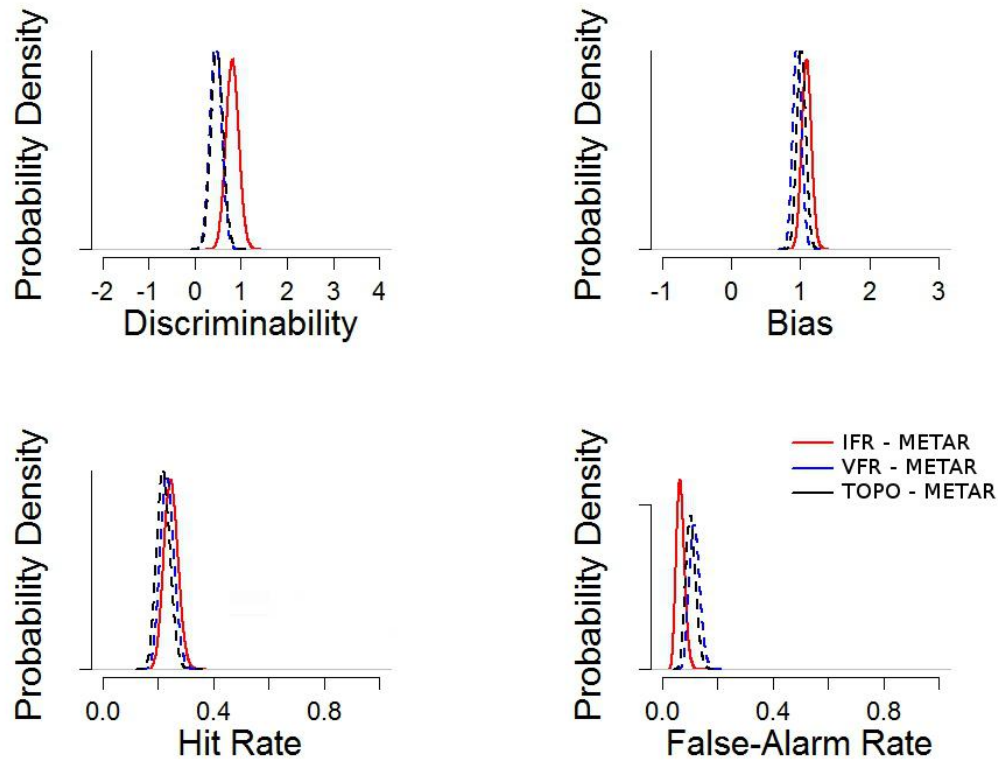 Probability Density
-2 -1 0 1 2 3 4
Discriminability
Probability Density
-1 0 1 2 3
Bias
Probability Density
0.0 0.4 0.8
Hit Rate
IFR - METAR
VFR - METAR
TOPO - METAR
Probability Density
0.0 0.4 0.8
False-Alarm Rate